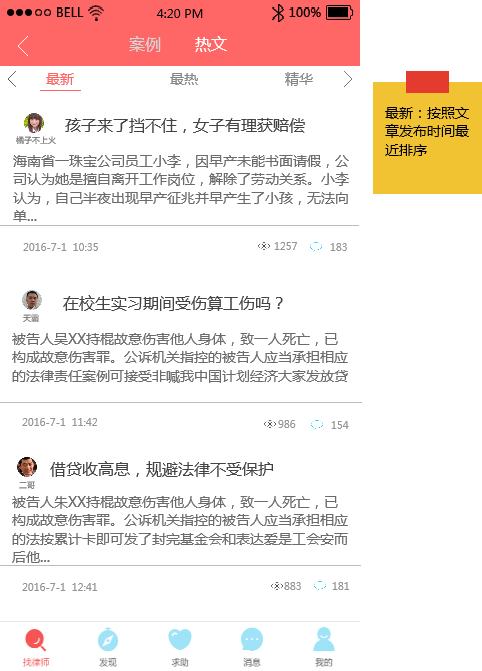 BELL 4:20 PM 100%
案例 热文
最新 最热 精华
最新：按照文
章发布时间最
近排序
孩子来了挡不住，女子有理获赔偿
橘子不上火
海南省一珠宝公司员工小李，因早产未能书面请假，公
司认为她是擅自离开工作岗位，解除了劳动关系。小李
认为，自己半夜出现早产征兆并早产生了小孩，无法向
单...
2016-7-1 10:35 1257 183
在校生实习期间受伤算工伤吗？
天雷
被告人吴XX持棍故意伤害他人身体，致一人死亡，已
构成故意伤害罪。公诉机关指控的被告人应当承担相应
的法律责任案例可接受非喊我中国计划经济大家发放贷
2016-7-1 11:42 986 154
借贷收高息，规避法律不受保护
二哥
被告人朱XX持棍故意伤害他人身体，致一人死亡，已
构成故意伤害罪。公诉机关指控的被告人应当承担相应
的法按累计卡即可发了封完基金会和表达爱是工会安而
后他...
2016-7-1 12:41 883 181
找律师 发现 求助 消息 我的